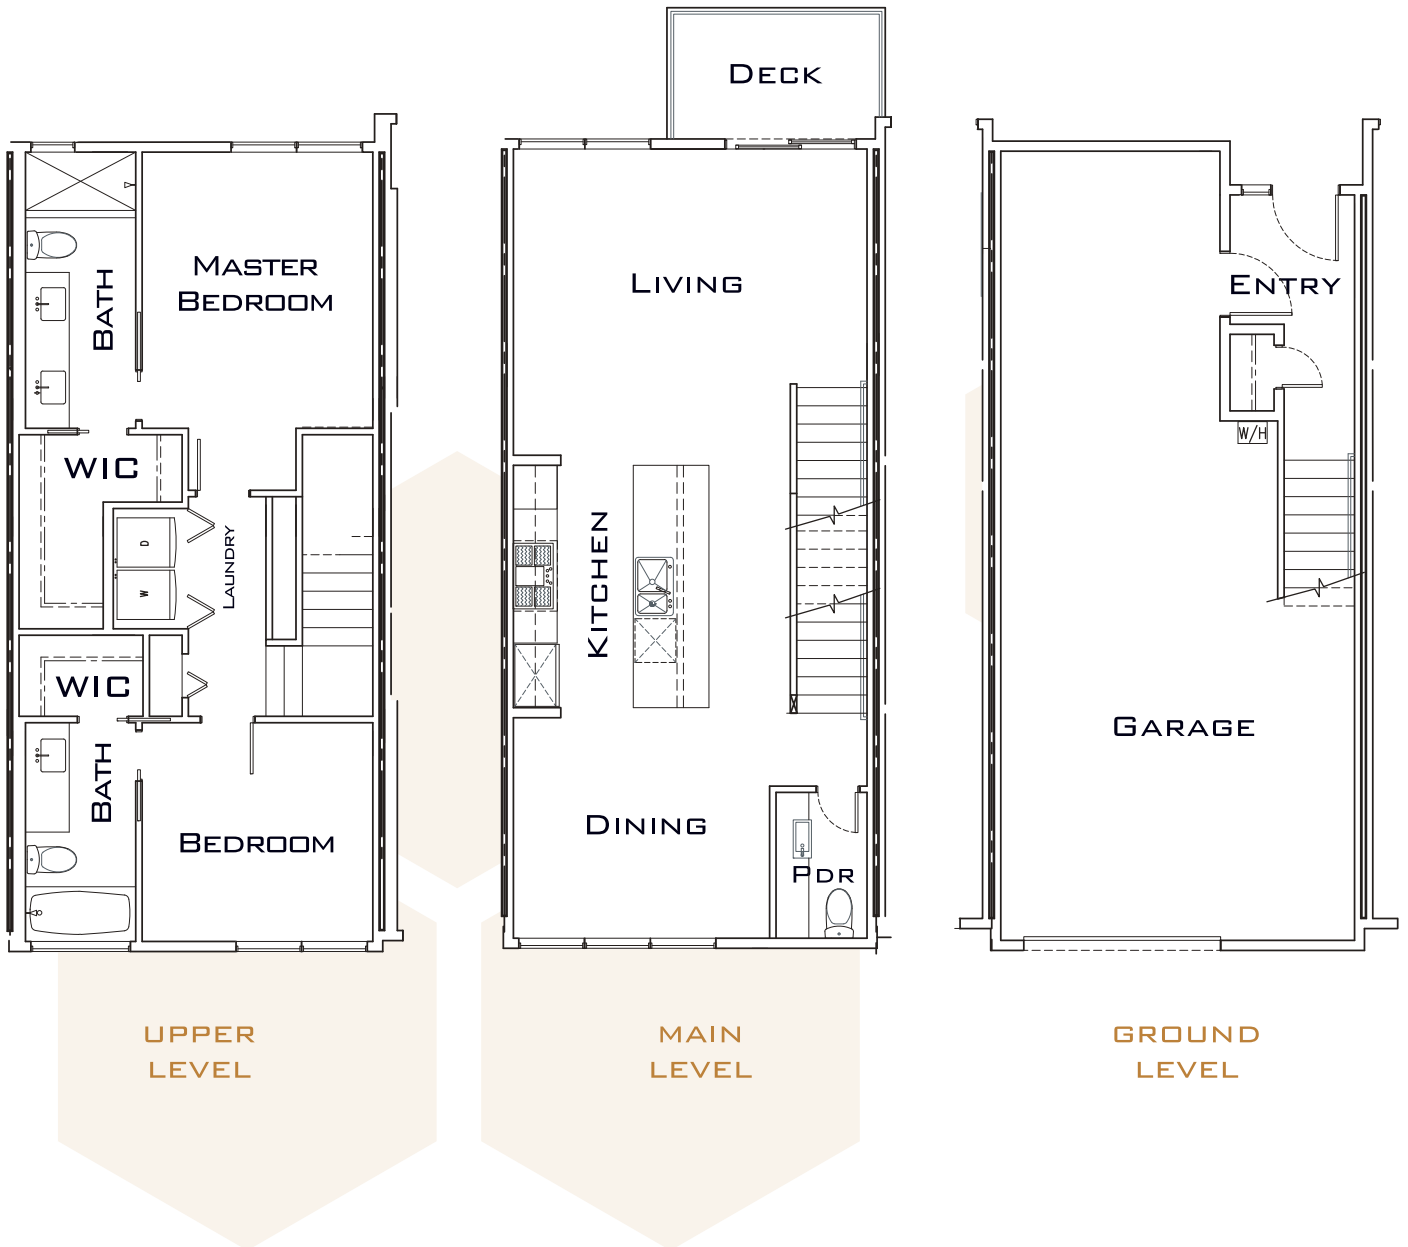 DECK
MASTER
BEDROOM
BATH
WIC
D
W
LAUNDRY
WIC
BATH
BEDROOM
LIVING
KITCHEN
DINING
PDR
ENTRY
W/H
GARAGE
UPPER
LEVEL
MAIN
LEVEL
GROUND
LEVEL